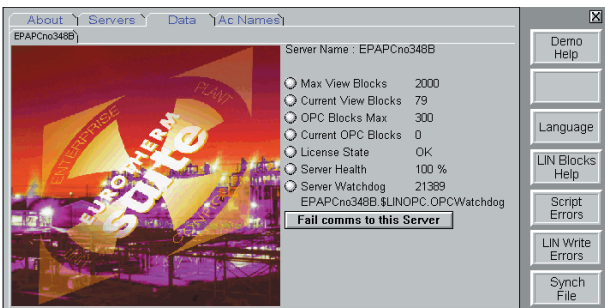 About Servers Data Ac Names
EPAPCno348B
Server Name : EPAPCno348B
Max View Blocks 2000
Current View Blocks 79
OPC Blocks Max 300
Current OPC Blocks 0
License State OK
Server Health 100 %
Server Watchdog 21389
EPAPCno348B.$LINOPC.OPCWatchdog
Fail comms to this Server
ENTERPRISE
PLANT
EUROTHERM
suite
Demo
Help
Language
LIN Blocks
Help
Script
Errors
LIN Write
Errors
Synch
File